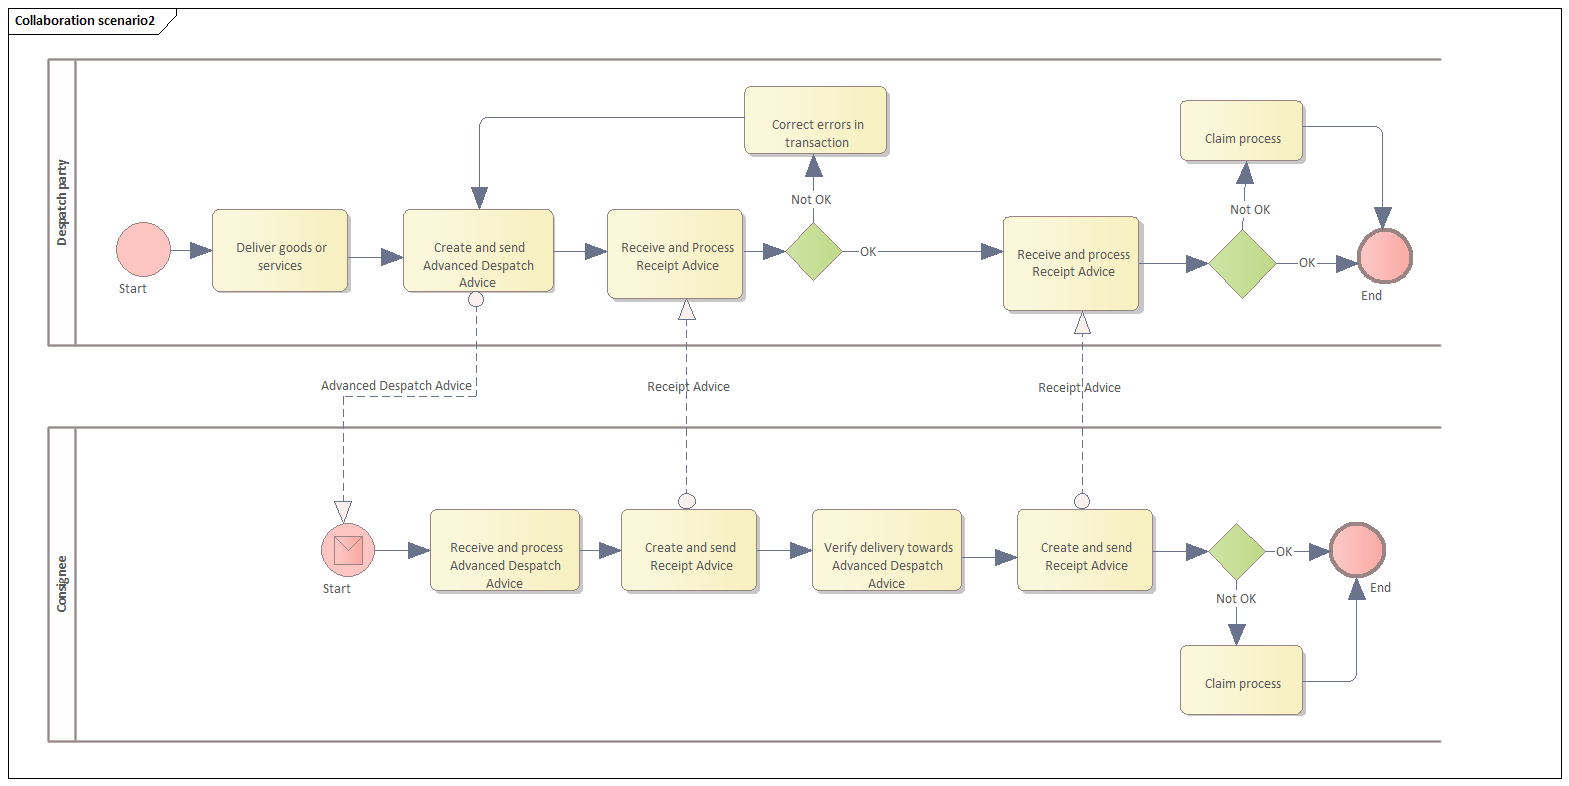 Collaboration scenario2
Despatch party
Correct errors in
transaction
Claim process
Not OK
Not OK
Deliver goods or
services
Create and send
Advanced Despatch
Advice
Receive and Process
Receipt Advice
OK
Receive and process
Receipt Advice
OK
Start
End
Advanced Despatch Advice
Receipt Advice
Receipt Advice
Consignee
Start
Receive and process
Advanced Despatch
Advice
Create and send
Receipt Advice
Verify delivery towards
Advanced Despatch
Advice
Create and send
Receipt Advice
OK
End
Not OK
Claim process